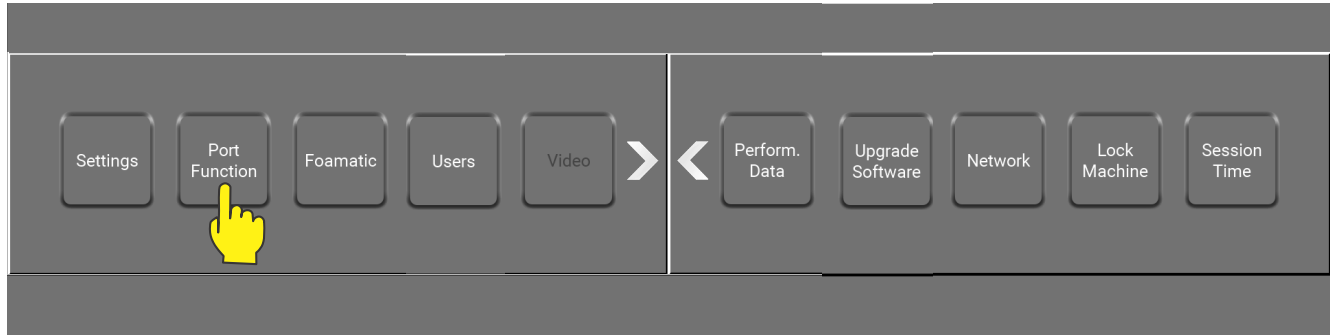 Settings
Port
Function
Foamatic
Users
Video
Perform.
Data
Upgrade
Software
Network
Lock
Machine
Session
Time